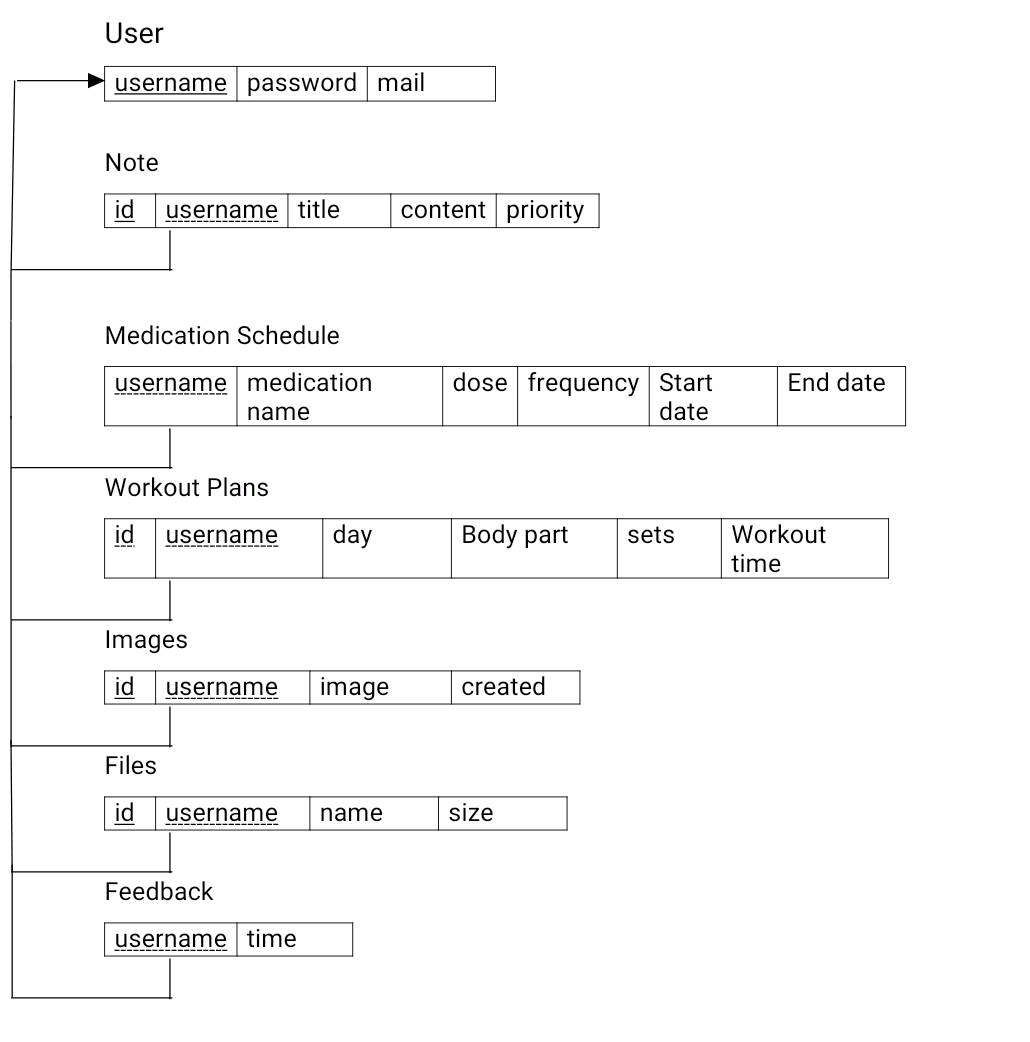 User
username password mail
Note
id username title content priority
Medication Schedule
username medication name dose frequency Start date End date
Workout Plans
id username day Body part sets Workout time
Images
id username image created
Files
id username name size
Feedback
username time